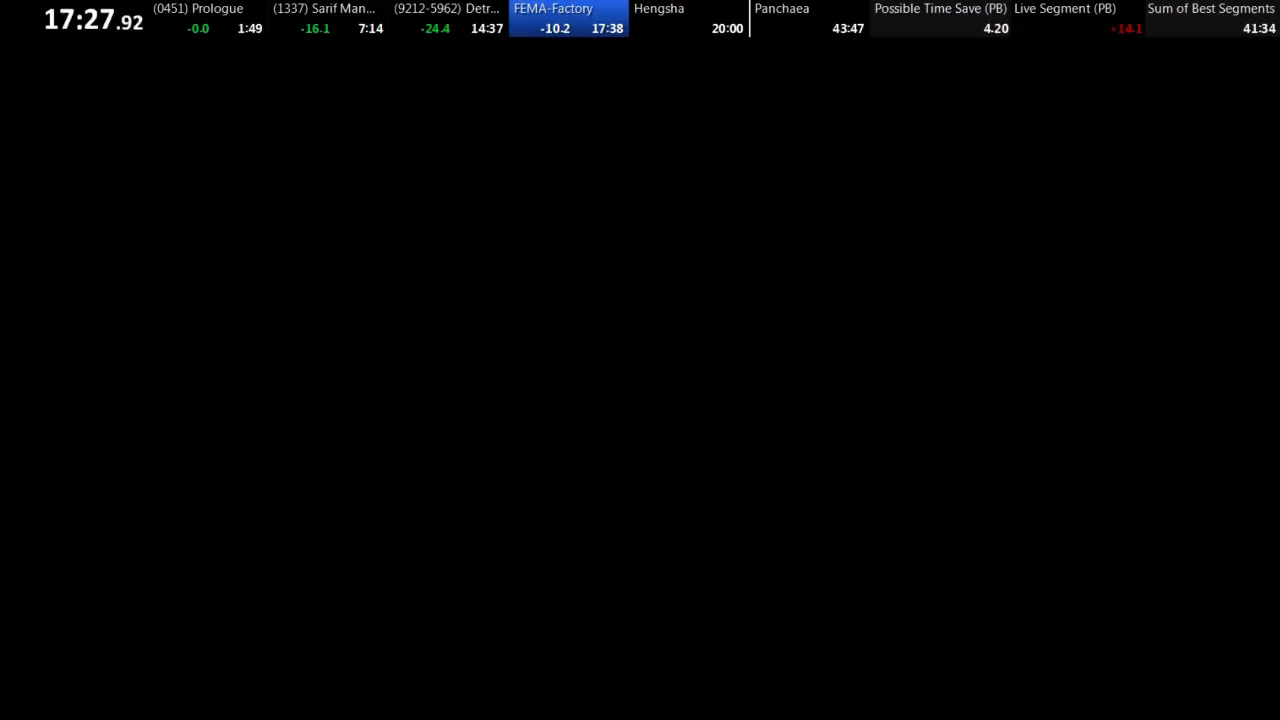 17:27.92
(0451) Prologue
-0.0 1:49
(1337) Sarif Man...
-16.1 7:14
(9212-5962) Detr...
-24.4 14:37
FEMA-Factory
-10.2 17:38
Hengsha
20:00
Panchaea
43:47
Possible Time Save (PB)
4.20
Live Segment (PB)
+14.1
Sum of Best Segments
41:34